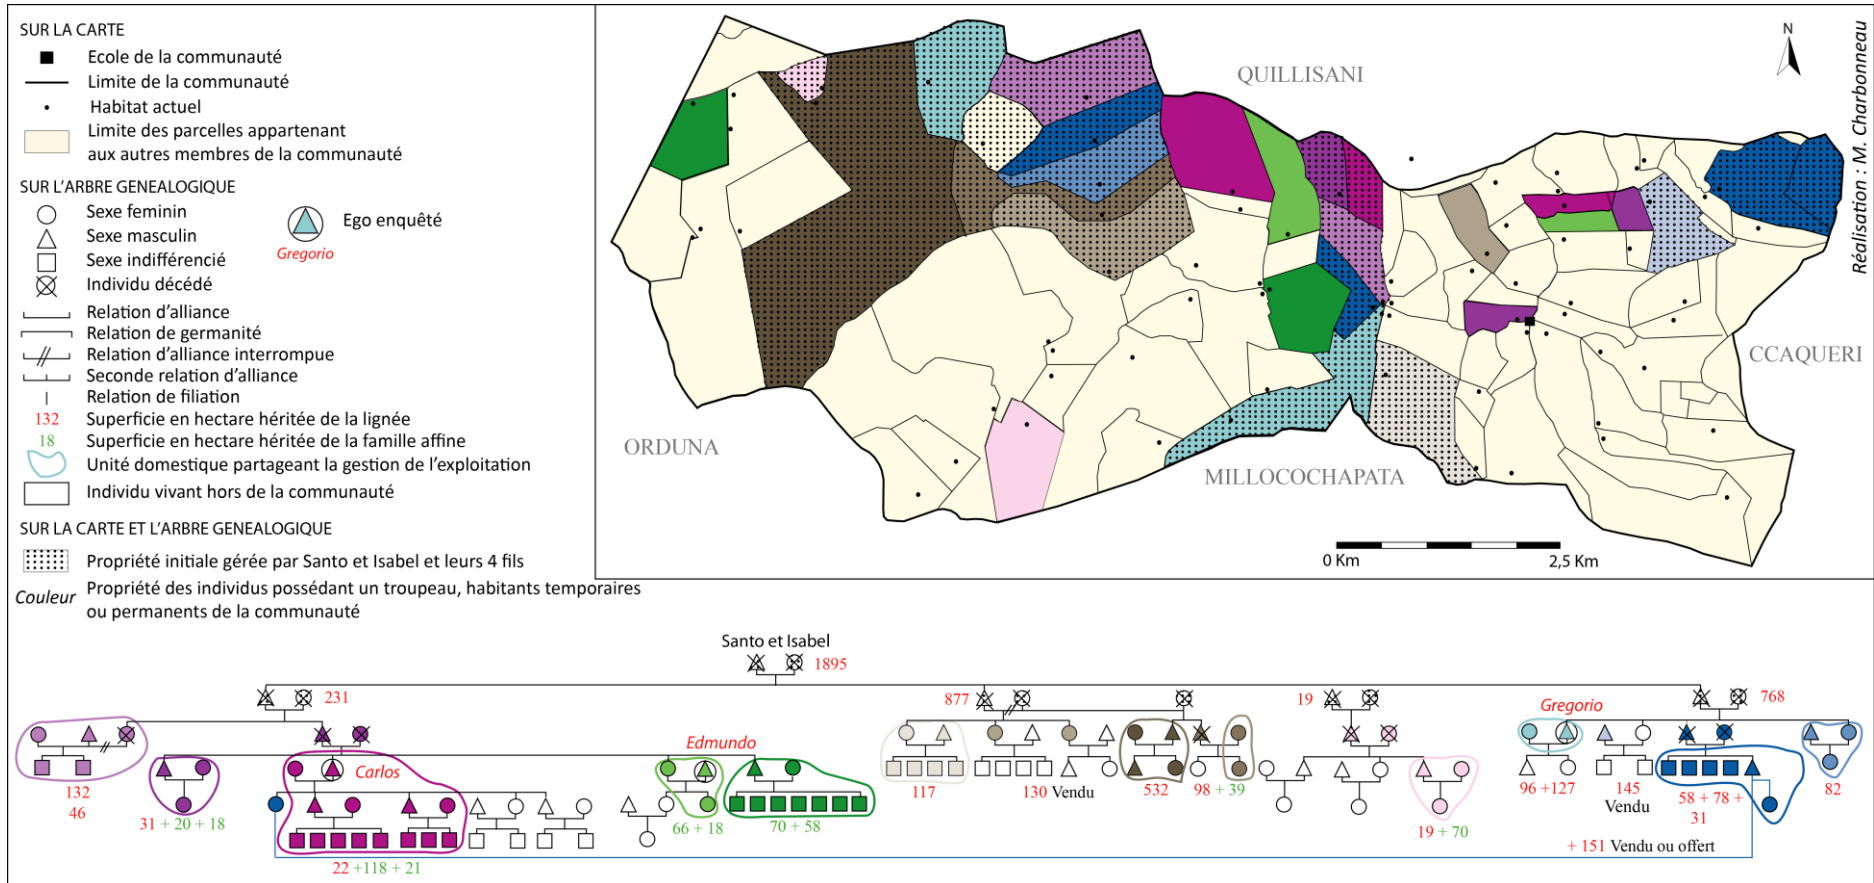 SUR LA CARTE
Ecole de la communauté
Limite de la communauté
Habitat actuel
Limite des parcelles appartenant
aux autres membres de la communauté
SUR L'ARBRE GENEALOGIQUE
Sexe feminin
Sexe masculin
Sexe indifférencié
Individu décédé
Gregorio
Ego enquêté
Relation d'alliance
Relation de germanité
Relation d'alliance interrompue
Seconde relation d'alliance
Relation de filiation
132 Superficie en hectare héritée de la lignée
18 Superficie en hectare héritée de la famille affine
Unité domestique partageant la gestion de l'exploitation
Individu vivant hors de la communauté
SUR LA CARTE ET L'ARBRE GENEALOGIQUE
Propriété initiale gérée par Santo et Isabel et leurs 4 fils
Couleur Propriété des individus possédant un troupeau, habitants temporaires
ou permanents de la communauté
QUILLISANI
N
Réalisation : M. Charbonneau
CCAQUERI
ORDUNA
MILLOCOCHAPATA
0 Km 2,5 Km
Santo et Isabel
1895
231
877
19
768
Gregorio
Edmundo
Carlos
132
46
31 + 20 + 18
22 +118 + 21
66 + 18
70 + 58
117
130 Vendu
532
98 + 39
19 + 70
96 +127
145
Vendu
58 + 78 +
31
+ 151 Vendu ou offert
82